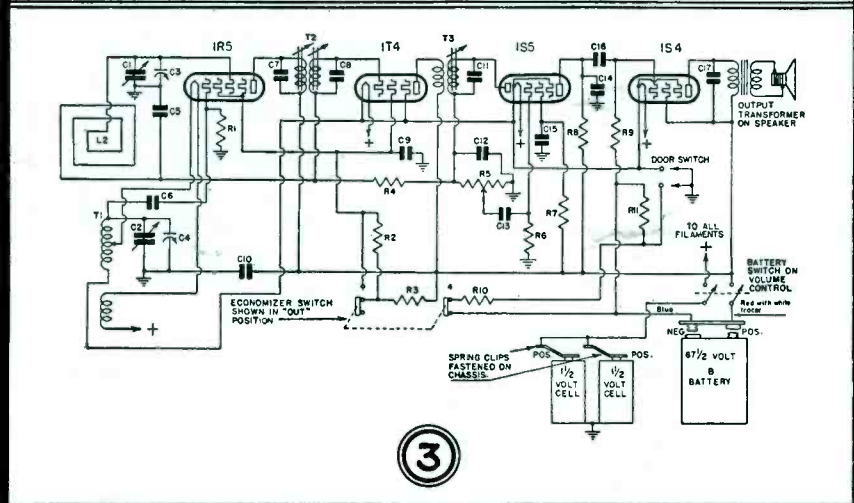 1R5
T2
1T4
T3
1S5
C16
1S4
C1
C3
C7
C8
C11
C14
C17
C5
R1
L2
C9
C15
R8
R9
OUTPUT
TRANSFORMER
ON SPEAKER
C12
DOOR SWITCH
C6
R4
R5
R7
R11
T1
C2
C4
C13
R6
TO ALL
FILAMENTS
+
+
+
+
R2
C10
R3
4
R10
BATTERY
SWITCH ON
VOLUME
CONTROL
ECONOMIZER SWITCH
SHOWN IN "OUT"
POSITION
Blue
Red with white
tracer
+
NEG.
POS.
SPRING CLIPS
FASTENED ON
CHASSIS
POS.
POS.
1½
VOLT
CELL
1½
VOLT
CELL
67½ VOLT
B
BATTERY
3